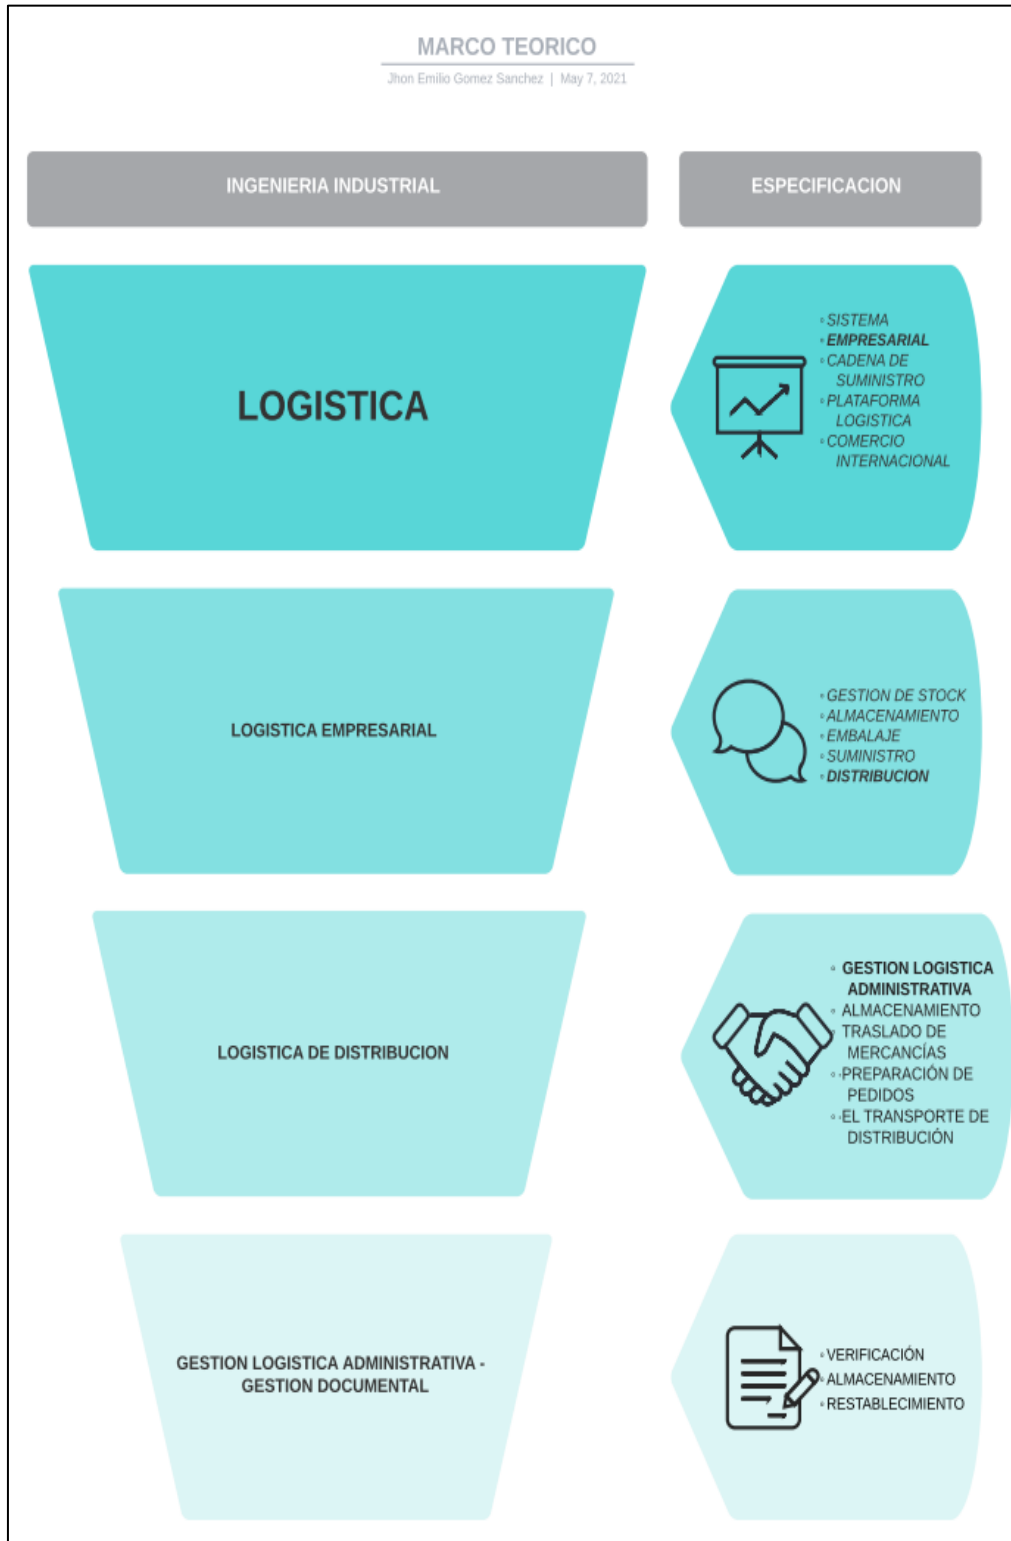 MARCO TEORICO
Jhon Emilio Gomez Sanchez | May 7, 2021
INGENIERIA INDUSTRIAL
ESPECIFICACION
LOGISTICA
◦ SISTEMA
◦ EMPRESARIAL
◦ CADENA DE
SUMINISTRO
◦ PLATAFORMA
LOGISTICA
◦ COMERCIO
INTERNACIONAL
LOGISTICA EMPRESARIAL
◦ GESTION DE STOCK
◦ ALMACENAMIENTO
◦ EMBALAJE
◦ SUMINISTRO
◦ DISTRIBUCION
LOGISTICA DE DISTRIBUCION
◦ GESTION LOGISTICA
ADMINISTRATIVA
◦ ALMACENAMIENTO
◦ TRASLADO DE
MERCANCÍAS
◦ ·PREPARACIÓN DE
PEDIDOS
◦ ·EL TRANSPORTE DE
DISTRIBUCIÓN
GESTION LOGISTICA ADMINISTRATIVA -
GESTION DOCUMENTAL
◦ VERIFICACIÓN
◦ ALMACENAMIENTO
◦ RESTABLECIMIENTO